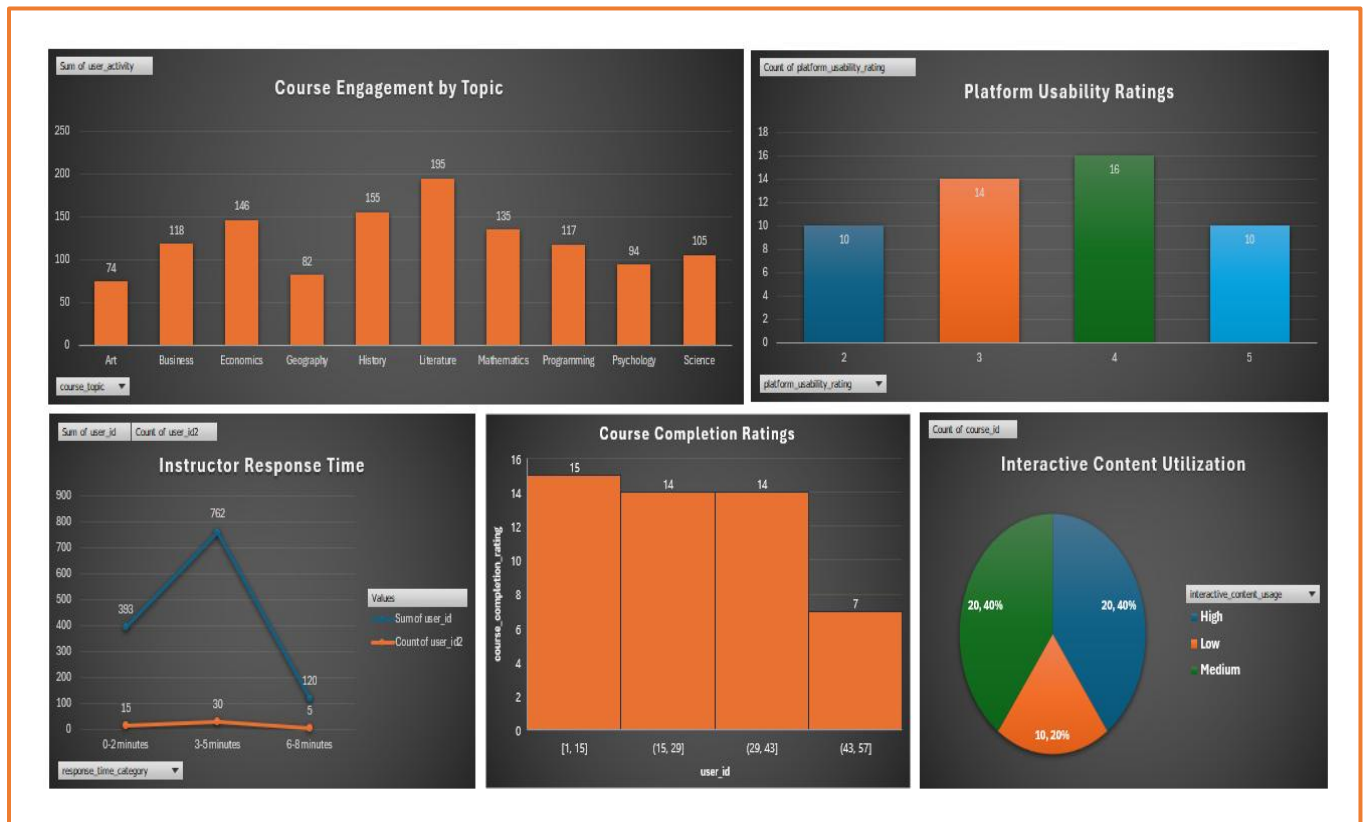 Sum of user_activity
Course Engagement by Topic
250
200
150
100
50
0
74
118
146
82
155
195
135
117
94
105
Art Business Economics Geography History Literature Mathematics Programming Psychology Science
course_topic
Count of platform_usability_rating
Platform Usability Ratings
18
16
14
12
10
8
6
4
2
0
10
14
16
10
2 3 4 5
platform_usability_rating
Sum of user_id Count of user_id2
Instructor Response Time
900
800
700
600
500
400
300
200
100
0
393
762
120
15
30
5
0-2 minutes 3-5 minutes 6-8 minutes
Values
Sum of user_id
Count of user_id2
response_time_category
Course Completion Ratings
course_completion_rating
16
14
12
10
8
6
4
2
0
15
14
14
7
[1, 15] (15, 29] (29, 43] (43, 57]
user_id
Count of course_id
Interactive Content Utilization
20, 40%
20, 40%
10, 20%
interactive_content_usage
High
Low
Medium